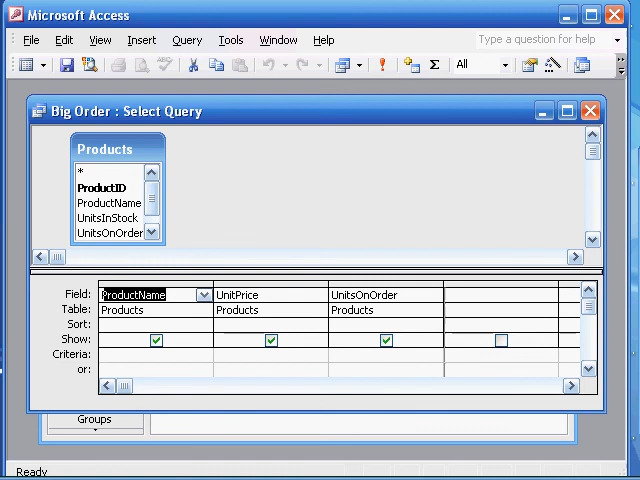 Microsoft Access
File Edit View Insert Query Tools Window Help Type a question for help
ABC Σ All
Big Order : Select Query
Products
*
ProductID
ProductName
UnitsInStock
UnitsOnOrder
Field: ProductName UnitPrice UnitsOnOrder
Table: Products Products Products
Sort:
Show:
Criteria:
or:
Groups
Ready